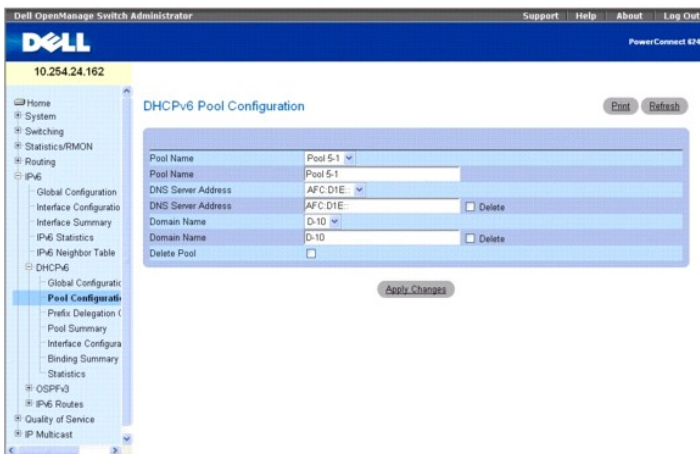 Dell OpenManage Switch Administrator
Support Help About Log Out
DELL
PowerConnect 624
10.254.24.162
Home
System
Switching
Statistics/RMON
Routing
IPv6
Global Configuration
Interface Configuratio
Interface Summary
IPv6 Statistics
IPv6 Neighbor Table
DHCPv6
Global Configuratic
Pool Configuratio
Prefix Delegation C
Pool Summary
Interface Configura
Binding Summary
Statistics
OSPFv3
IPv6 Routes
Quality of Service
IP Multicast
DHCPv6 Pool Configuration
Print Refresh
Pool Name Pool 5-1
Pool Name Pool 5-1
DNS Server Address AFC:D1E::
DNS Server Address AFC:D1E:: Delete
Domain Name D-10
Domain Name D-10 Delete
Delete Pool
Apply Changes